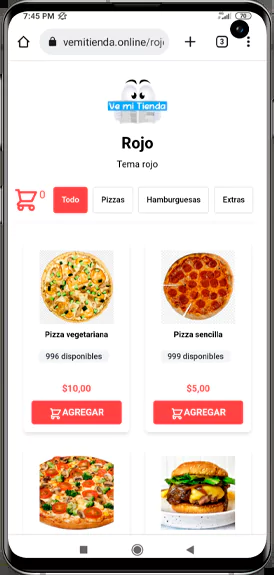 7:45 PM
70
vemitienda.online/roj
3
Ve mi Tienda
Rojo
Tema rojo
0
Todo
Pizzas
Hamburguesas
Extras
Pizza vegetariana
Pizza sencilla
996 disponibles
999 disponibles
$10,00
$5,00
AGREGAR
AGREGAR